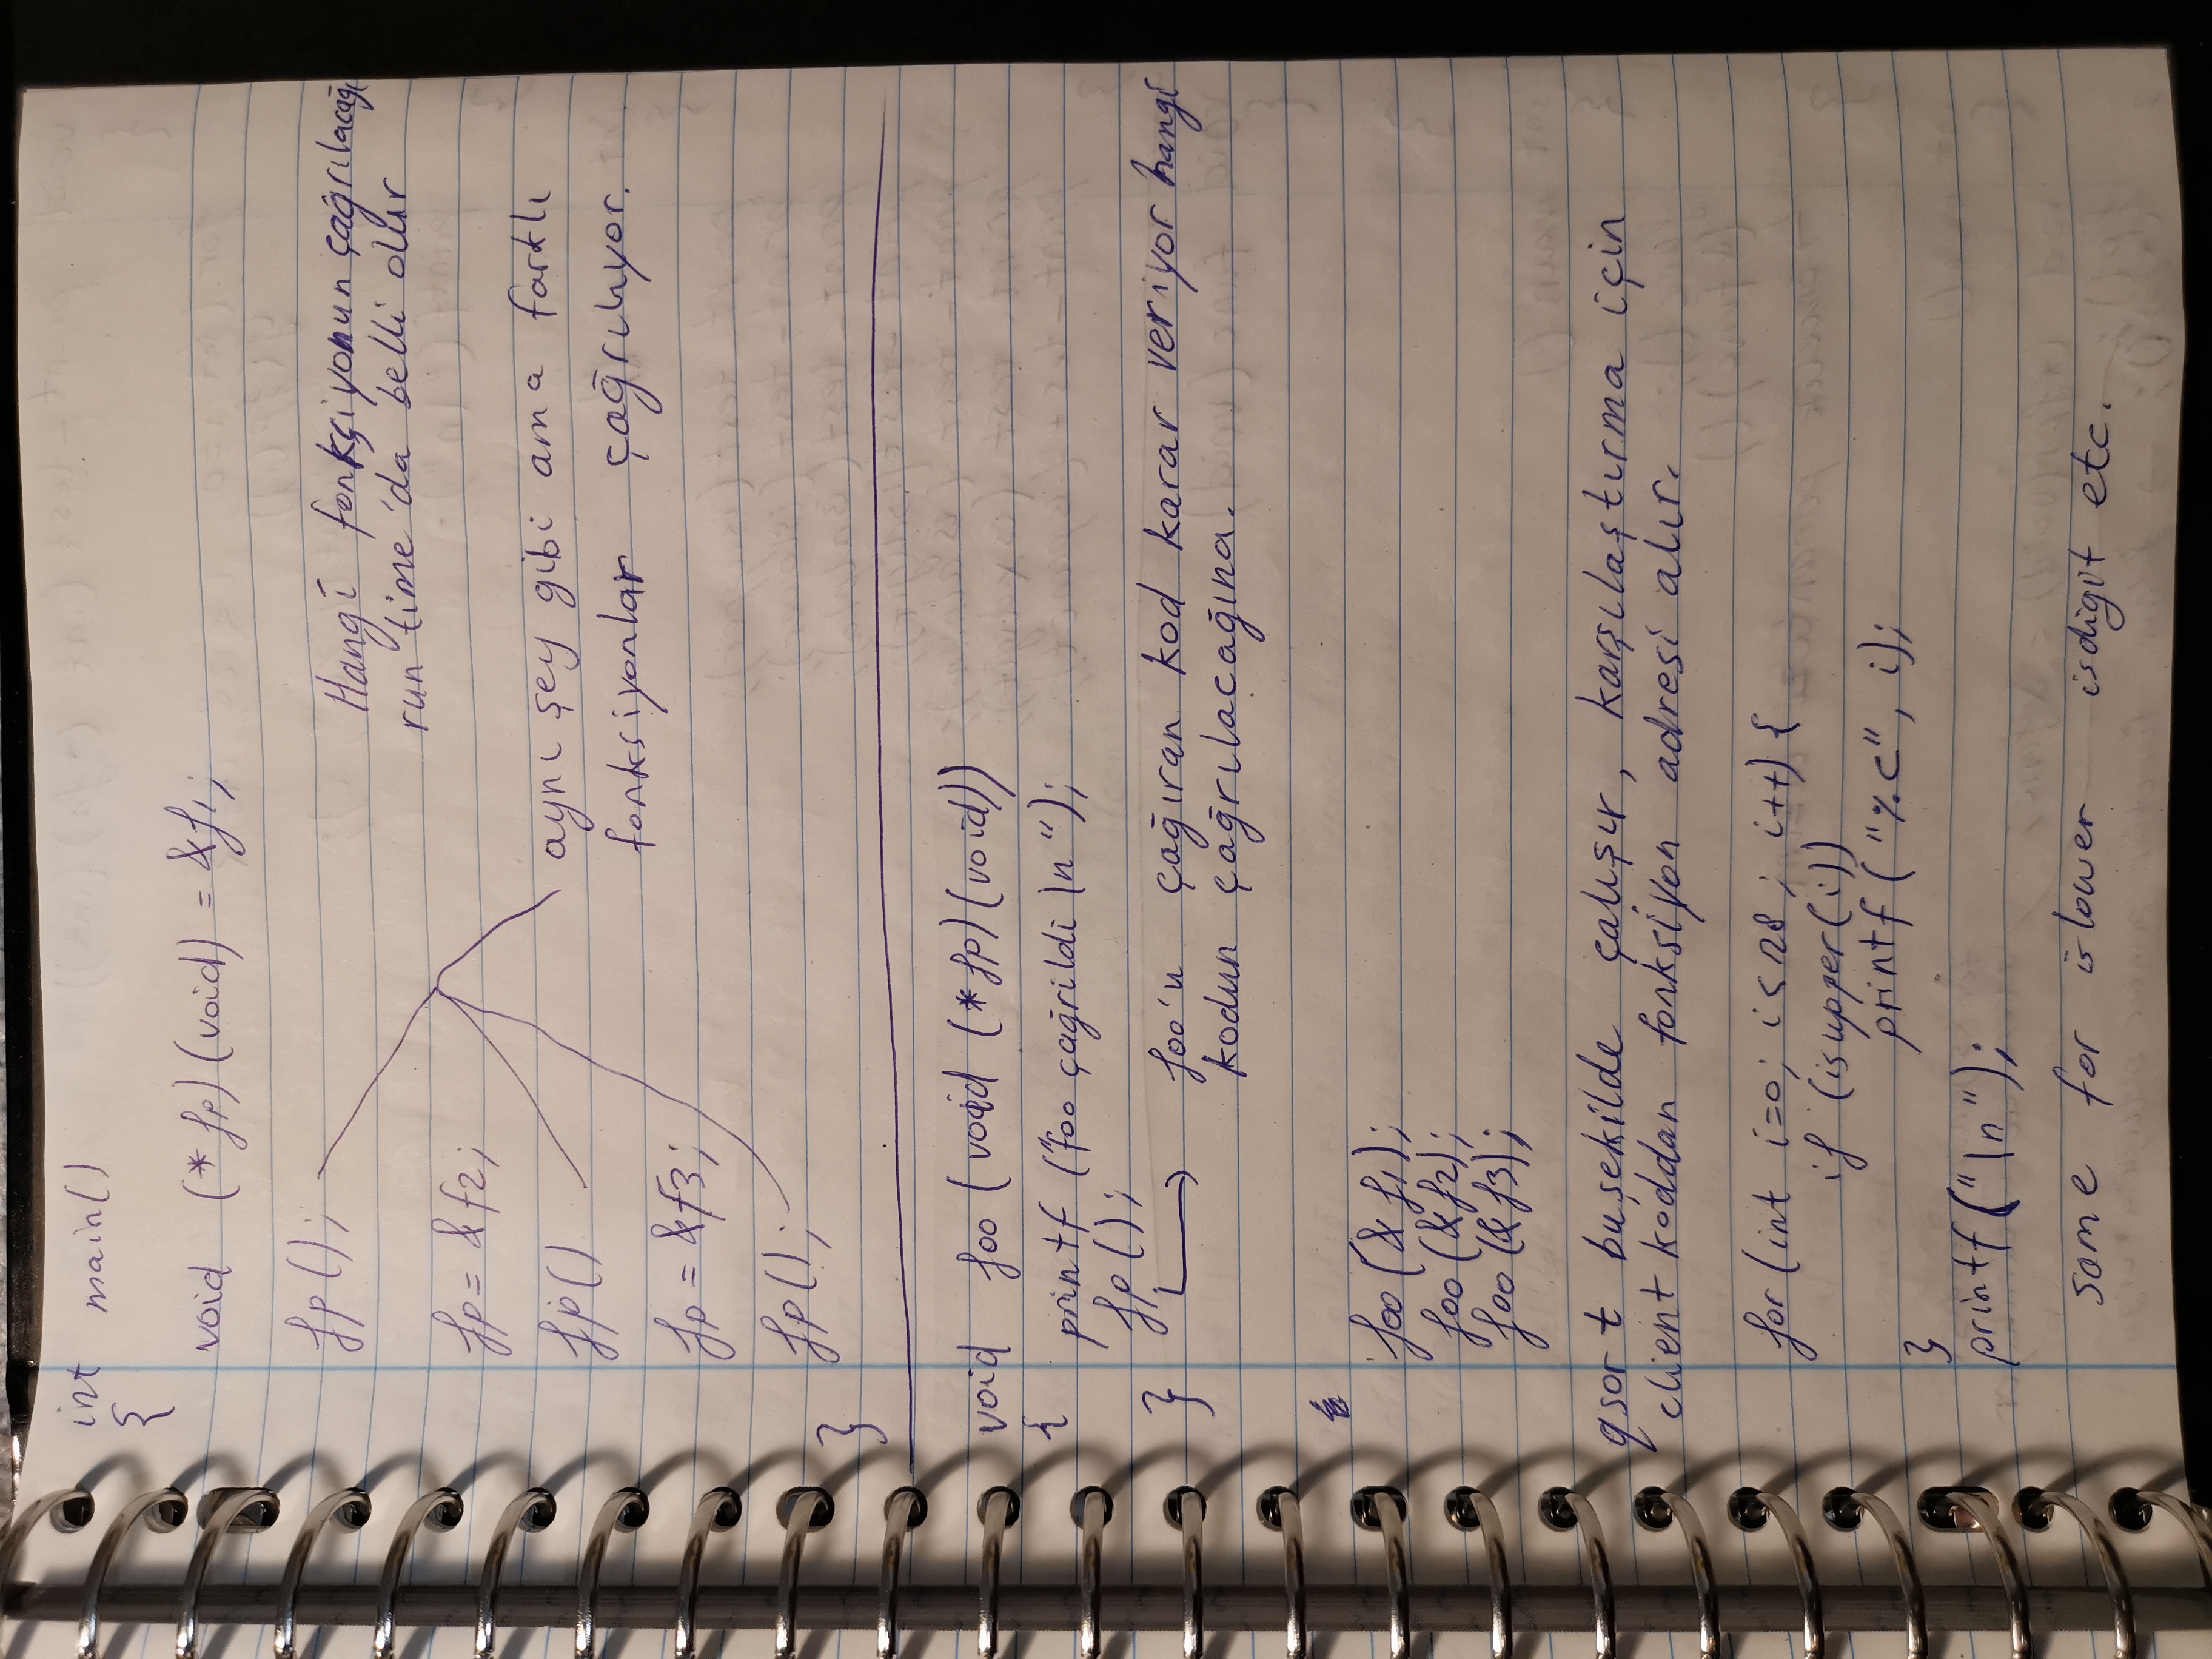 int main()
{
void (*fp)(void) = &f1;
fp();
Hangi fonkşiyonun çağrılacağı
run time'da belli olur
fp = &f2;
fp()
aynı şey gibi ama farklı
fonksiyonlar çağrılıyor.
fp = &f3;
fp();
}
void foo (void (*fp)(void))
{
printf ("foo çağrildi \n");
fp();
}
foo'u çağıran kod karar veriyor hangi
kodun çağrılacağına.
foo (&f1);
foo (&f2);
foo (&f3);
qsort buşekilde çalışır, karşılaştırma için
client koddan fonksiyon adresi alır.
for (int i=0; i<128; i++) {
if (isupper(i))
printf ("%c", i);
}
printf("\n");
same for islower isdigit etc.